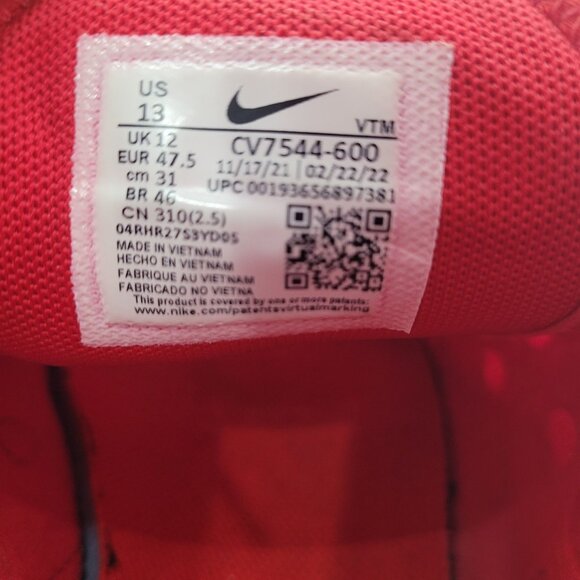 US
13
VTM
UK 12
EUR 47.5
cm 31
BR 46
CN 310(2.5)
CV7544-600
11/17/21 | 02/22/22
UPC 00193656897381
04RHR27S3YD05
MADE IN VIETNAM
HECHO EN VIETNAM
FABRIQUE AU VIETNAM
FABRICADO NO VIETNA
This product is covered by one or more patents:
www.nike.com/patentsvirtualmarking